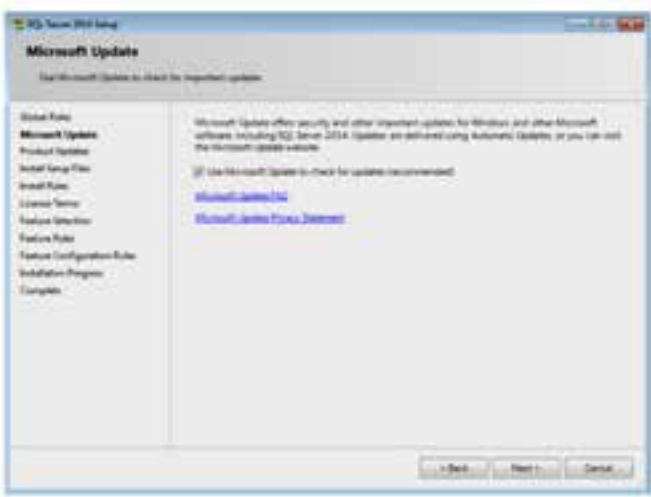 SQL Server 2014 Setup
Microsoft Update
Use Microsoft Update to check for important updates
Global Rules
Microsoft Update
Product Updates
Install Setup Files
Install Rules
License Terms
Feature Selection
Feature Rules
Feature Configuration Rules
Installation Progress
Complete
Microsoft Update offers security and other important updates for Windows and other Microsoft
software, including SQL Server 2014. Updates are delivered using Automatic Updates, or you can visit
the Microsoft Update website.
Use Microsoft Update to check for updates (recommended)
Microsoft Update FAQ
Microsoft Update Privacy Statement
< Back
Next >
Cancel